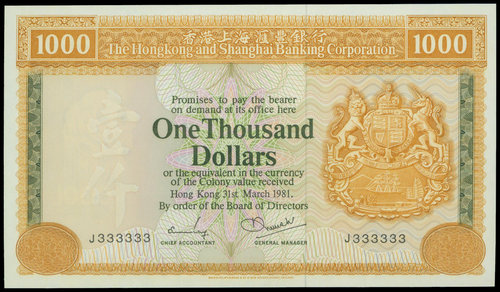 香港上海滙豐銀行
1000 The Hongkong and Shanghai Banking Corporation 1000
Promises to pay the bearer
on demand at its office here
One Thousand
Dollars
or the equivalent in the currency
of the Colony value received
Hong Kong 31st March 1981.
By order of the Board of Directors
壹仟
CHIEF ACCOUNTANT GENERAL MANAGER
J333333 J333333